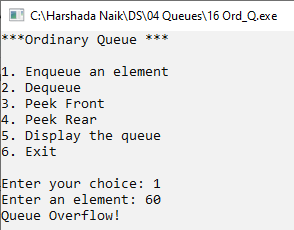 C:\Harshada Naik\DS\04 Queues\16 Ord_Q.exe
***Ordinary Queue ***
1. Enqueue an element
2. Dequeue
3. Peek Front
4. Peek Rear
5. Display the queue
6. Exit
Enter your choice: 1
Enter an element: 60
Queue Overflow!